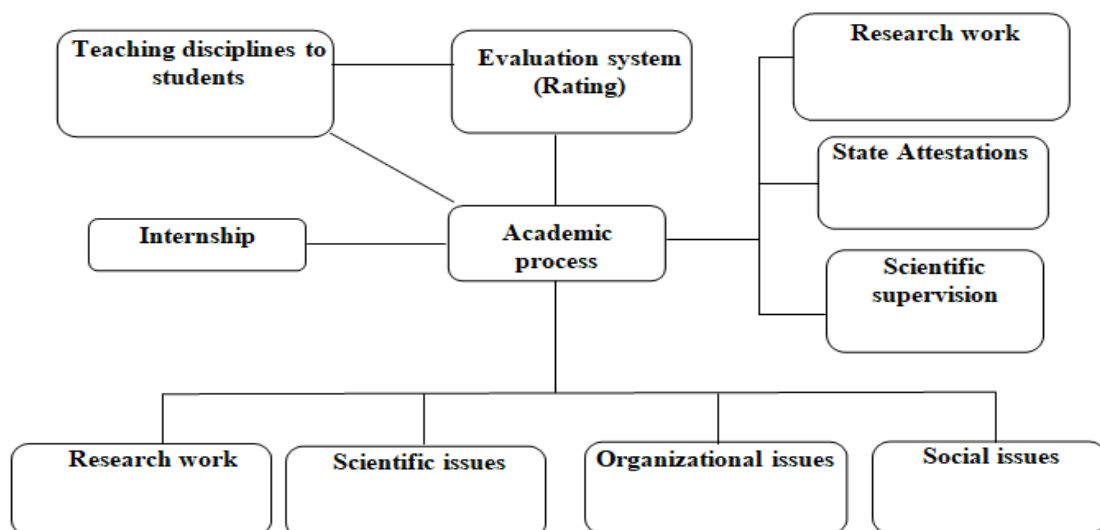 Teaching disciplines to
students
Evaluation system
(Rating)
Research work
State Attestations
Internship
Academic
process
Scientific
supervision
Research work
Scientific issues
Organizational issues
Social issues